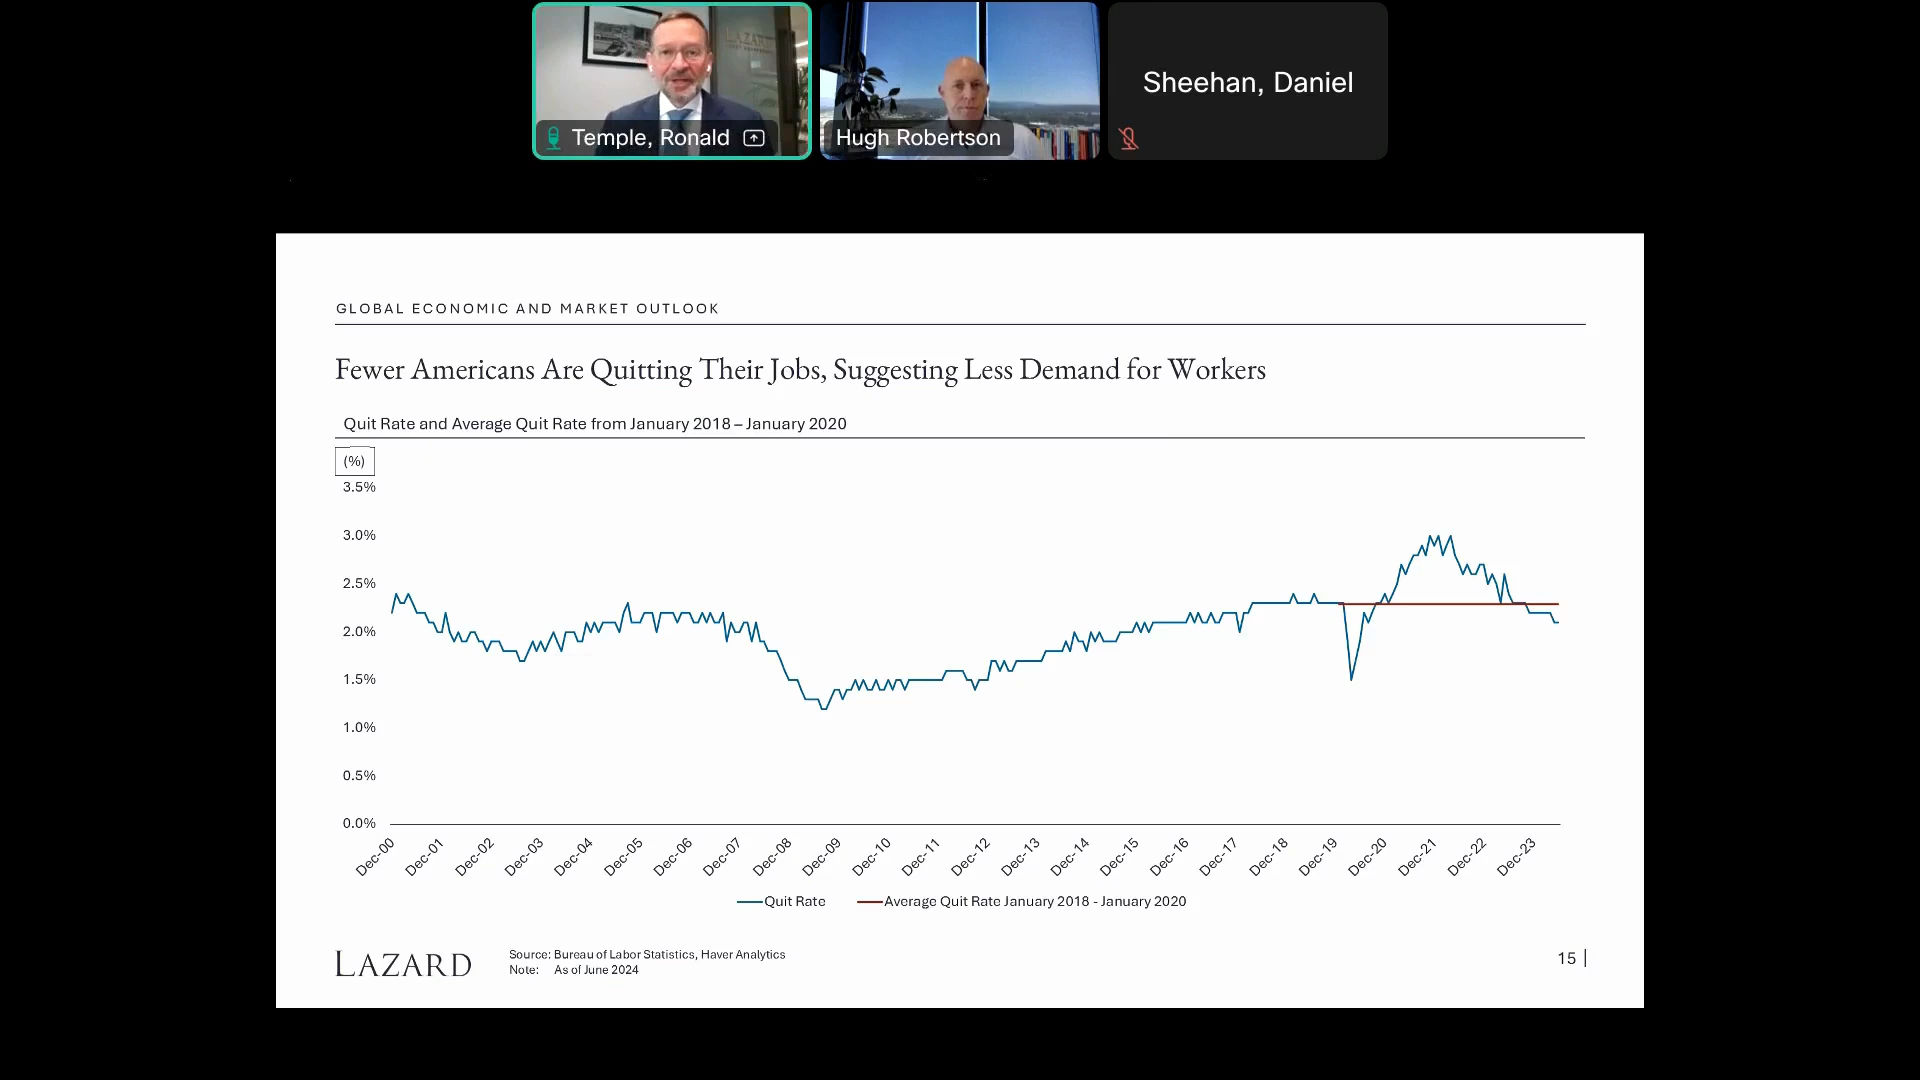 LAZARD
Temple, Ronald
Hugh Robertson
Sheehan, Daniel
GLOBAL ECONOMIC AND MARKET OUTLOOK
Fewer Americans Are Quitting Their Jobs, Suggesting Less Demand for Workers
Quit Rate and Average Quit Rate from January 2018 – January 2020
(%)
3.5%
3.0%
2.5%
2.0%
1.5%
1.0%
0.5%
0.0%
Dec-00 Dec-01 Dec-02 Dec-03 Dec-04 Dec-05 Dec-06 Dec-07 Dec-08 Dec-09 Dec-10 Dec-11 Dec-12 Dec-13 Dec-14 Dec-15 Dec-16 Dec-17 Dec-18 Dec-19 Dec-20 Dec-21 Dec-22 Dec-23
Quit Rate Average Quit Rate January 2018 - January 2020
LAZARD
Source: Bureau of Labor Statistics, Haver Analytics
Note: As of June 2024
15 |